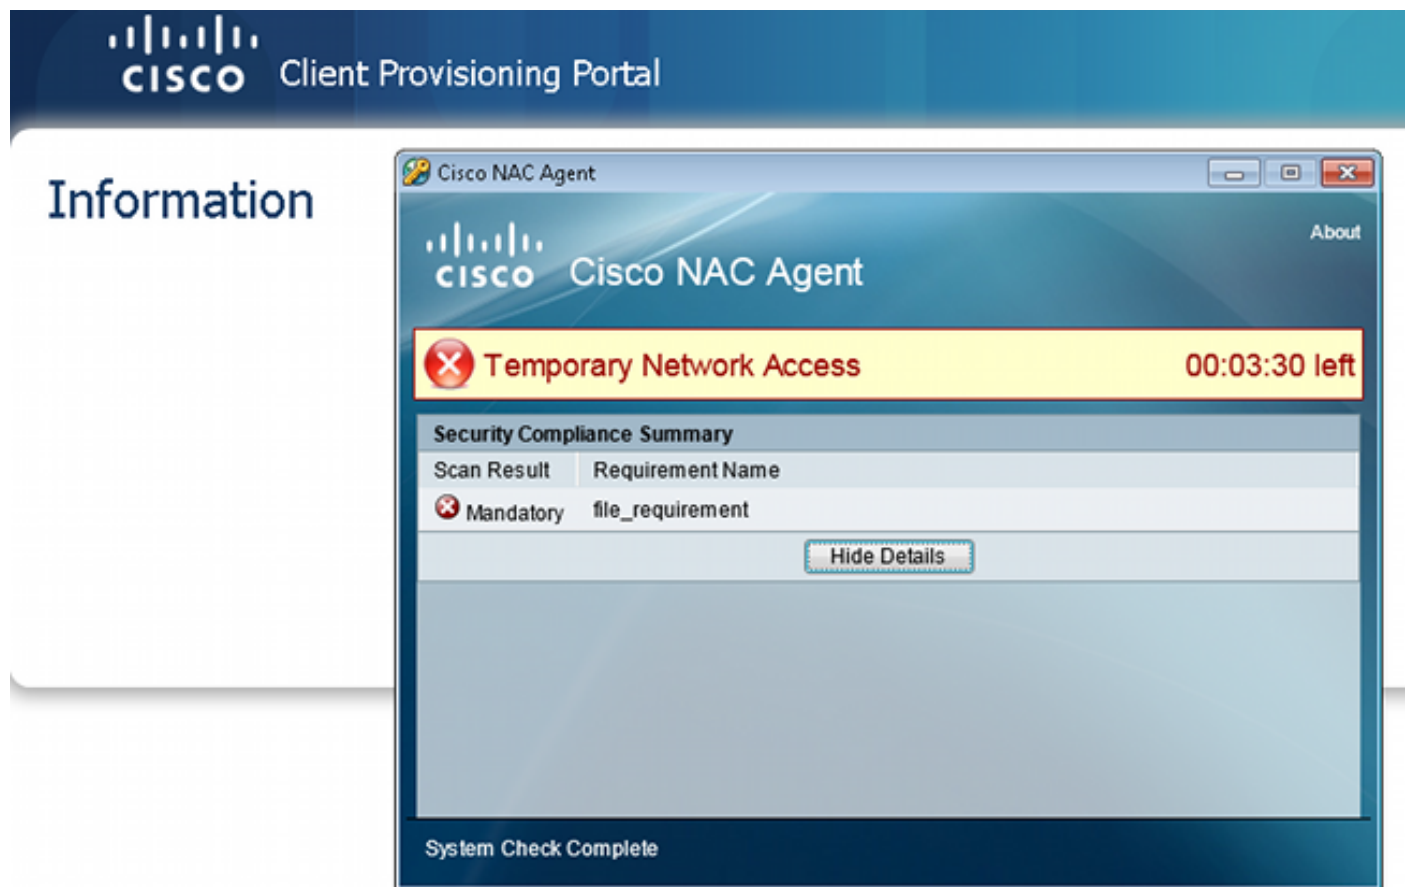 CISCO Client Provisioning Portal
Information
Cisco NAC Agent
About
CISCO Cisco NAC Agent
Temporary Network Access 00:03:30 left
Security Compliance Summary
Scan Result Requirement Name
Mandatory file_requirement
Hide Details
System Check Complete